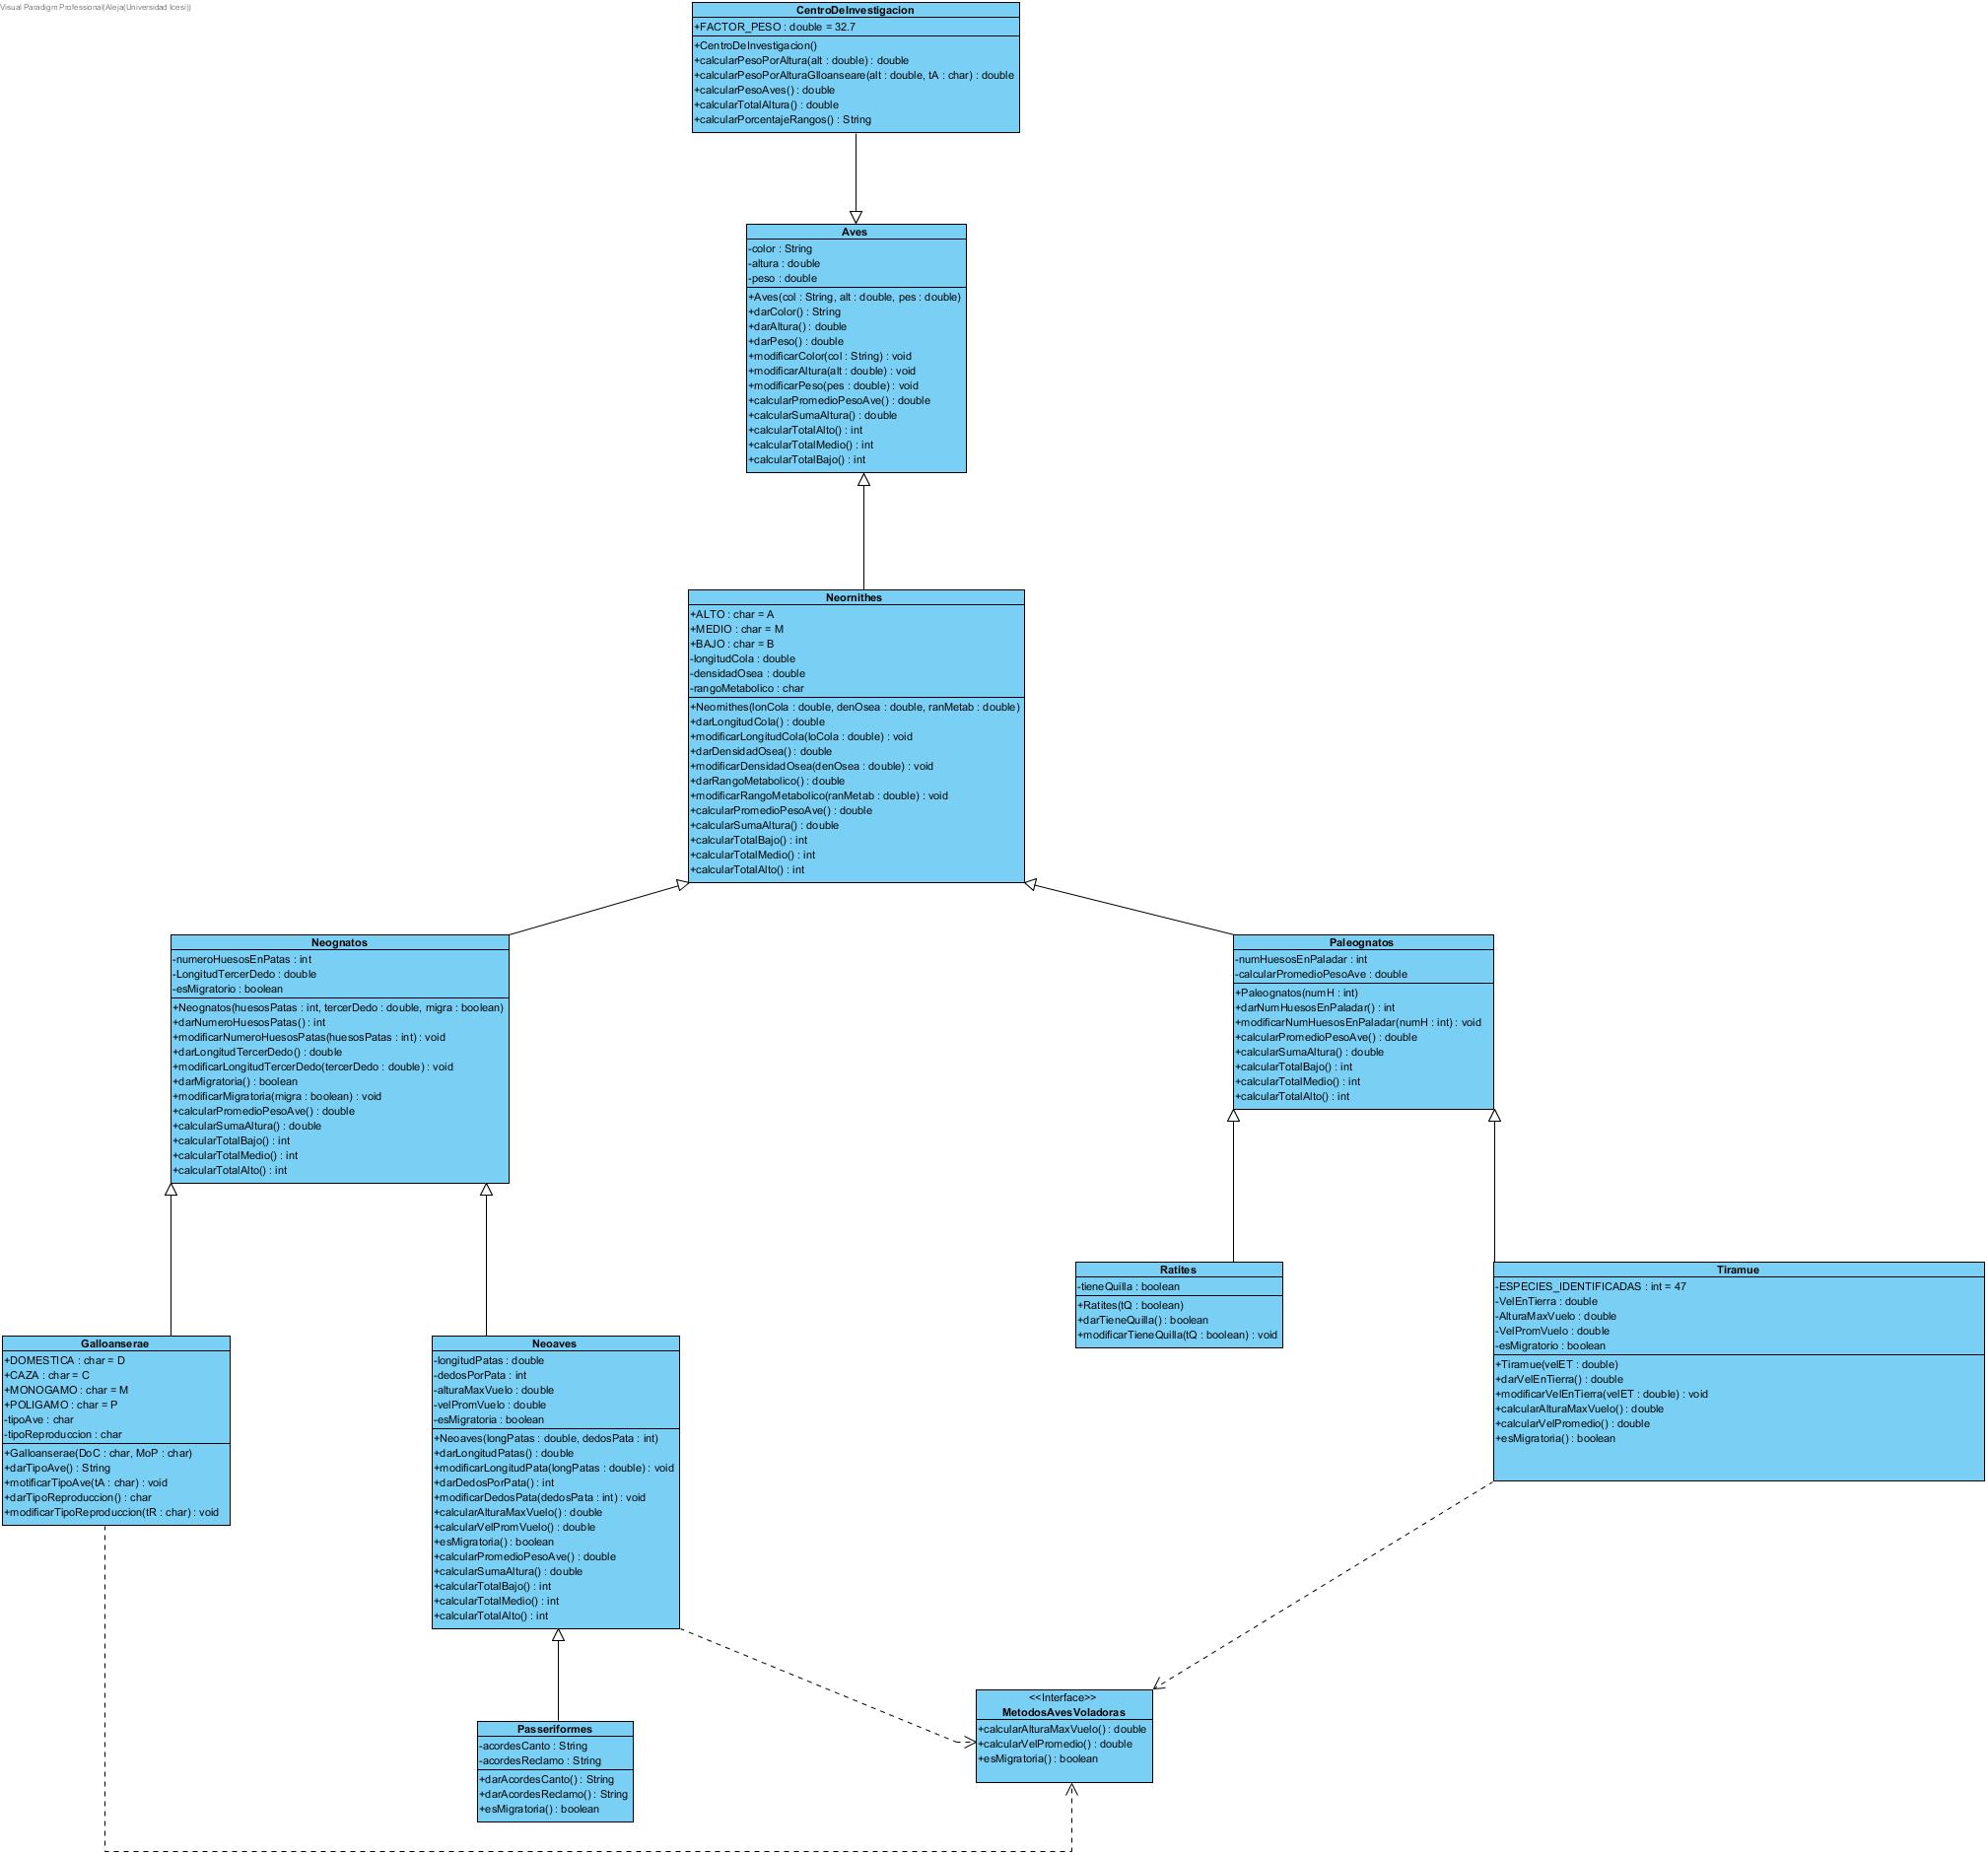 Visual Paradigm Professional(Aleja(Universidad Icesi))
CentroDeInvestigacion
+FACTOR_PESO : double = 32.7
+CentroDeInvestigacion()
+calcularPesoPorAltura(alt : double) : double
+calcularPesoPorAlturaGlloanseare(alt : double, tA : char) : double
+calcularPesoAves() : double
+calcularTotalAltura() : double
+calcularPorcentajeRangos() : String
Aves
-color : String
-altura : double
-peso : double
+Aves(col : String, alt : double, pes : double)
+darColor() : String
+darAltura() : double
+darPeso() : double
+modificarColor(col : String) : void
+modificarAltura(alt : double) : void
+modificarPeso(pes : double) : void
+calcularPromedioPesoAve() : double
+calcularSumaAltura() : double
+calcularTotalAlto() : int
+calcularTotalMedio() : int
+calcularTotalBajo() : int
Neornithes
+ALTO : char = A
+MEDIO : char = M
+BAJO : char = B
-longitudCola : double
-densidadOsea : double
-rangoMetabolico : char
+Neornithes(lonCola : double, denOsea : double, ranMetab : double)
+darLongitudCola() : double
+modificarLongitudCola(loCola : double) : void
+darDensidadOsea() : double
+modificarDensidadOsea(denOsea : double) : void
+darRangoMetabolico() : double
+modificarRangoMetabolico(ranMetab : double) : void
+calcularPromedioPesoAve() : double
+calcularSumaAltura() : double
+calcularTotalBajo() : int
+calcularTotalMedio() : int
+calcularTotalAlto() : int
Neognatos
-numeroHuesosEnPatas : int
-LongitudTercerDedo : double
-esMigratorio : boolean
+Neognatos(huesosPatas : int, tercerDedo : double, migra : boolean)
+darNumeroHuesosPatas() : int
+modificarNumeroHuesosPatas(huesosPatas : int) : void
+darLongitudTercerDedo() : double
+modificarLongitudTercerDedo(tercerDedo : double) : void
+darMigratoria() : boolean
+modificarMigratoria(migra : boolean) : void
+calcularPromedioPesoAve() : double
+calcularSumaAltura() : double
+calcularTotalBajo() : int
+calcularTotalMedio() : int
+calcularTotalAlto() : int
Paleognatos
-numHuesosEnPaladar : int
-calcularPromedioPesoAve : double
+Paleognatos(numH : int)
+darNumHuesosEnPaladar() : int
+modificarNumHuesosEnPaladar(numH : int) : void
+calcularPromedioPesoAve() : double
+calcularSumaAltura() : double
+calcularTotalBajo() : int
+calcularTotalMedio() : int
+calcularTotalAlto() : int
Ratites
-tieneQuilla : boolean
+Ratites(tQ : boolean)
+darTieneQuilla() : boolean
+modificarTieneQuilla(tQ : boolean) : void
Tiramue
-ESPECIES_IDENTIFICADAS : int = 47
-VelEnTierra : double
-AlturaMaxVuelo : double
-VelPromVuelo : double
-esMigratorio : boolean
+Tiramue(velET : double)
+darVelEnTierra() : double
+modificarVelEnTierra(velET : double) : void
+calcularAlturaMaxVuelo() : double
+calcularVelPromedio() : double
+esMigratoria() : boolean
Galloanserae
+DOMESTICA : char = D
+CAZA : char = C
+MONOGAMO : char = M
+POLIGAMO : char = P
-tipoAve : char
-tipoReproduccion : char
+Galloanserae(DoC : char, MoP : char)
+darTipoAve() : String
+motificarTipoAve(tA : char) : void
+darTipoReproduccion() : char
+modificarTipoReproduccion(tR : char) : void
Neoaves
-longitudPatas : double
-dedosPorPata : int
-alturaMaxVuelo : double
-velPromVuelo : double
-esMigratoria : boolean
+Neoaves(longPatas : double, dedosPata : int)
+darLongitudPatas() : double
+modificarLongitudPata(longPatas : double) : void
+darDedosPorPata() : int
+modificarDedosPata(dedosPata : int) : void
+calcularAlturaMaxVuelo() : double
+calcularVelPromVuelo() : double
+esMigratoria() : boolean
+calcularPromedioPesoAve() : double
+calcularSumaAltura() : double
+calcularTotalBajo() : int
+calcularTotalMedio() : int
+calcularTotalAlto() : int
Passeriformes
-acordesCanto : String
-acordesReclamo : String
+darAcordesCanto() : String
+darAcordesReclamo() : String
+esMigratoria() : boolean
<<Interface>>
MetodosAvesVoladoras
+calcularAlturaMaxVuelo() : double
+calcularVelPromedio() : double
+esMigratoria() : boolean